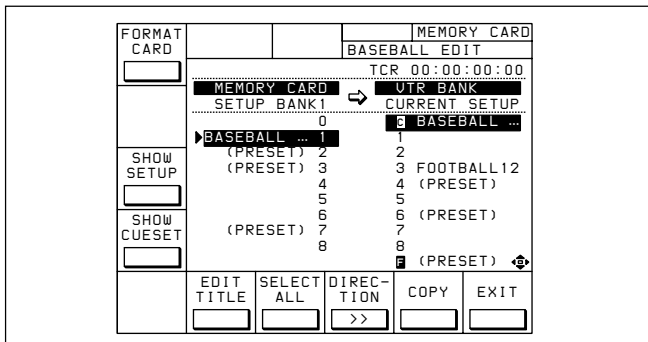 FORMAT
CARD
MEMORY CARD
BASEBALL EDIT
TCR 00:00:00:00
MEMORY CARD ⇨ VTR BANK
SETUP BANK1 CURRENT SETUP
0 C BASEBALL …
BASEBALL … 1 1
(PRESET) 2 2
SHOW
SETUP
(PRESET) 3 3 FOOTBALL12
4 4 (PRESET)
5 5
6 6 (PRESET)
SHOW
CUESET
(PRESET) 7 7
8 8
F (PRESET)
EDIT
TITLE
SELECT
ALL
DIREC-
TION
>>
COPY
EXIT